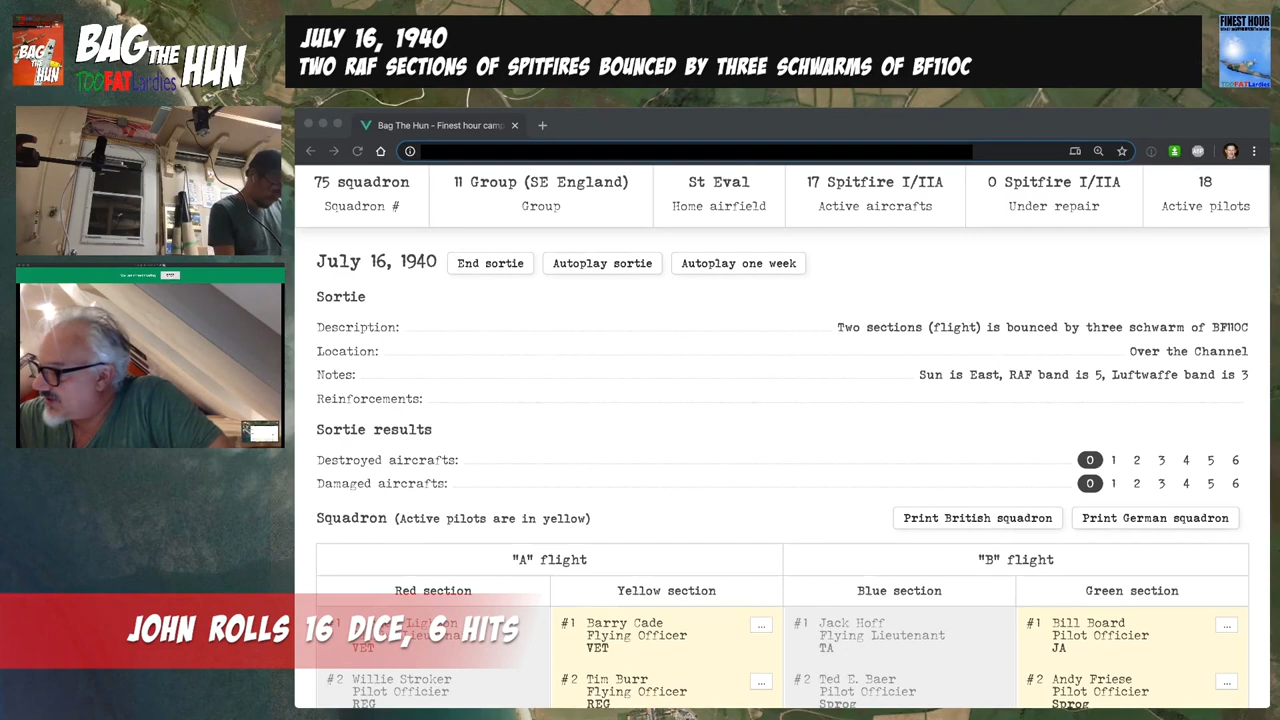 BAG THE HUN
TOOFATLardies
JULY 16, 1940
TWO RAF SECTIONS OF SPITFIRES BOUNCED BY THREE SCHWARMS OF BF110C
FINEST HOUR
TOOFATLardies
BAG THE HUN
Bag The Hun - Finest hour camp
75 squadron
Squadron #
11 Group (SE England)
Group
St Eval
Home airfield
17 Spitfire I/IIA
Active aircrafts
0 Spitfire I/IIA
Under repair
18
Active pilots
July 16, 1940
End sortie
Autoplay sortie
Autoplay one week
Sortie
Description: Two sections (flight) is bounced by three schwarm of BF110C
Location: Over the Channel
Notes: Sun is East, RAF band is 5, Luftwaffe band is 3
Reinforcements:
Sortie results
Destroyed aircrafts: 0 1 2 3 4 5 6
Damaged aircrafts: 0 1 2 3 4 5 6
Squadron (Active pilots are in yellow)
Print British squadron
Print German squadron
"A" flight
"B" flight
Red section
Yellow section
Blue section
Green section
VET
#2 Willie Stroker
Pilot Officier
REG
#1 Barry Cade
Flying Officer
VET
...
#2 Tim Burr
Flying Officer
REG
...
#1 Jack Hoff
Flying Lieutenant
TA
#2 Ted E. Baer
Pilot Officier
Sprog
#1 Bill Board
Pilot Officier
JA
...
#2 Andy Friese
Pilot Officier
Sprog
...
JOHN ROLLS 16 DICE, 6 HITS